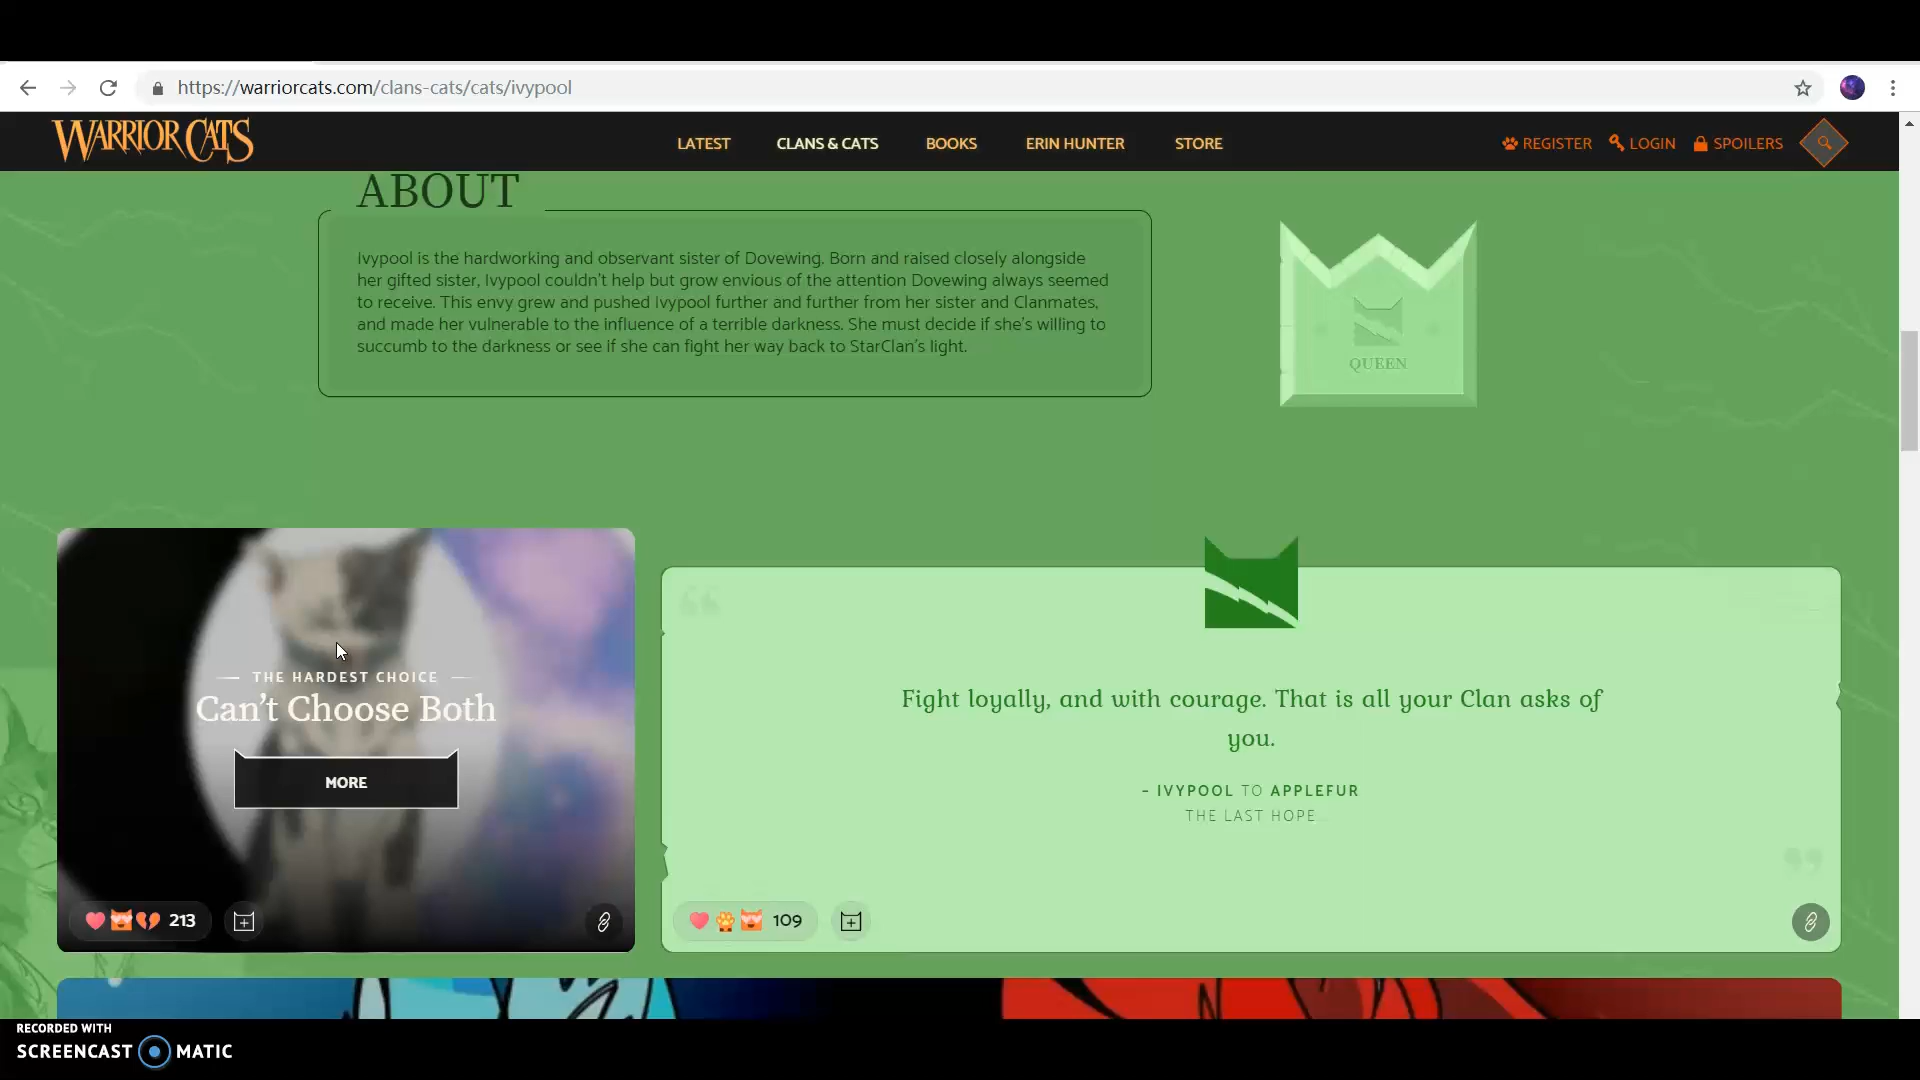 https://warriorcats.com/clans-cats/cats/ivypool
WARRIOR CATS
LATEST
CLANS & CATS
BOOKS
ERIN HUNTER
STORE
REGISTER
LOGIN
SPOILERS
ABOUT
Ivypool is the hardworking and observant sister of Dovewing. Born and raised closely alongside
her gifted sister, Ivypool couldn't help but grow envious of the attention Dovewing always seemed
to receive. This envy grew and pushed Ivypool further and further from her sister and Clanmates,
and made her vulnerable to the influence of a terrible darkness. She must decide if she's willing to
succumb to the darkness or see if she can fight her way back to StarClan's light.
QUEEN
THE HARDEST CHOICE
Can't Choose Both
MORE
213
Fight loyally, and with courage. That is all your Clan asks of
you.
– IVYPOOL TO APPLEFUR
THE LAST HOPE
109
RECORDED WITH
SCREENCAST MATIC